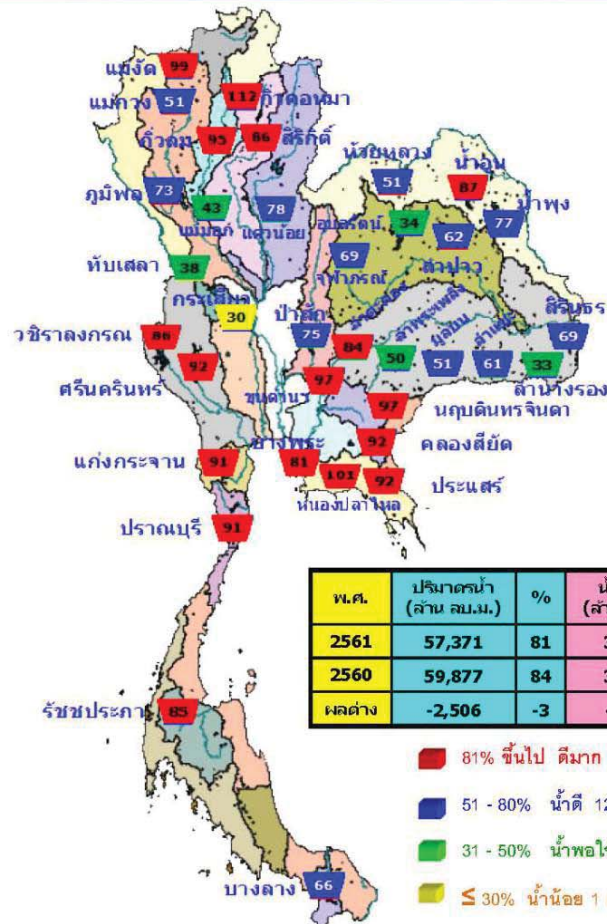 แม่งัด 99
แม่กวง 51
112 กิ่วคอหมา
กิ่วลม 95
86 สิริกิติ์
ภูมิพล 73
43
แม่มอก
78
แควน้อย
ห้วยหลวง
51
น้ำอูน
87
น้ำพุง
77
อุบลรัตน์
34
62
ลำปาว
69
จุฬาภรณ์
ทับเสลา 38
กระเสียว
30
ป่าสัก
75
ลำตะคอง
84
ลำพระเพลิง
50
มูลบน
51
ลำแชะ
61
สิรินธร
69
33
ลำนางรอง
วชิราลงกรณ 86
92
ศรีนครินทร์
97
ขุนด่านฯ
97
นฤบดินทรจินดา
บางพระ
92 คลองสียัด
แก่งกระจาน 91
81
101
92
ประแสร์
หนองปลาไหล
ปราณบุรี 91
พ.ศ. ปริมาตรน้ำ %
(ล้าน ลบ.ม.) (ล้า
2561 57,371 81
2560 59,877 84
ผลต่าง -2,506 -3
รัชชประภา 85
81% ขึ้นไป ดีมาก
51 - 80% น้ำดี 12
31 - 50% น้ำพอใ
≤ 30% น้ำน้อย 1
บางลาง 66